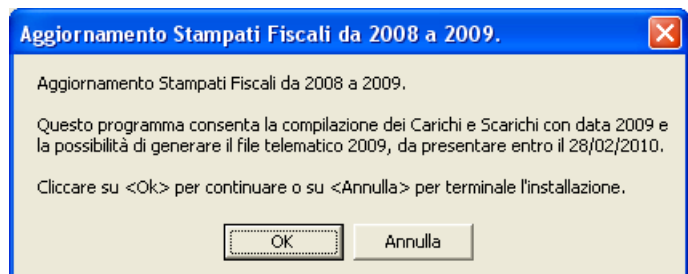 Aggiornamento Stampati Fiscali da 2008 a 2009.
Aggiornamento Stampati Fiscali da 2008 a 2009.
Questo programma consenta la compilazione dei Carichi e Scarichi con data 2009 e
la possibilità di generare il file telematico 2009, da presentare entro il 28/02/2010.
Cliccare su <Ok> per continuare o su <Annulla> per terminale l'installazione.
OK
Annulla